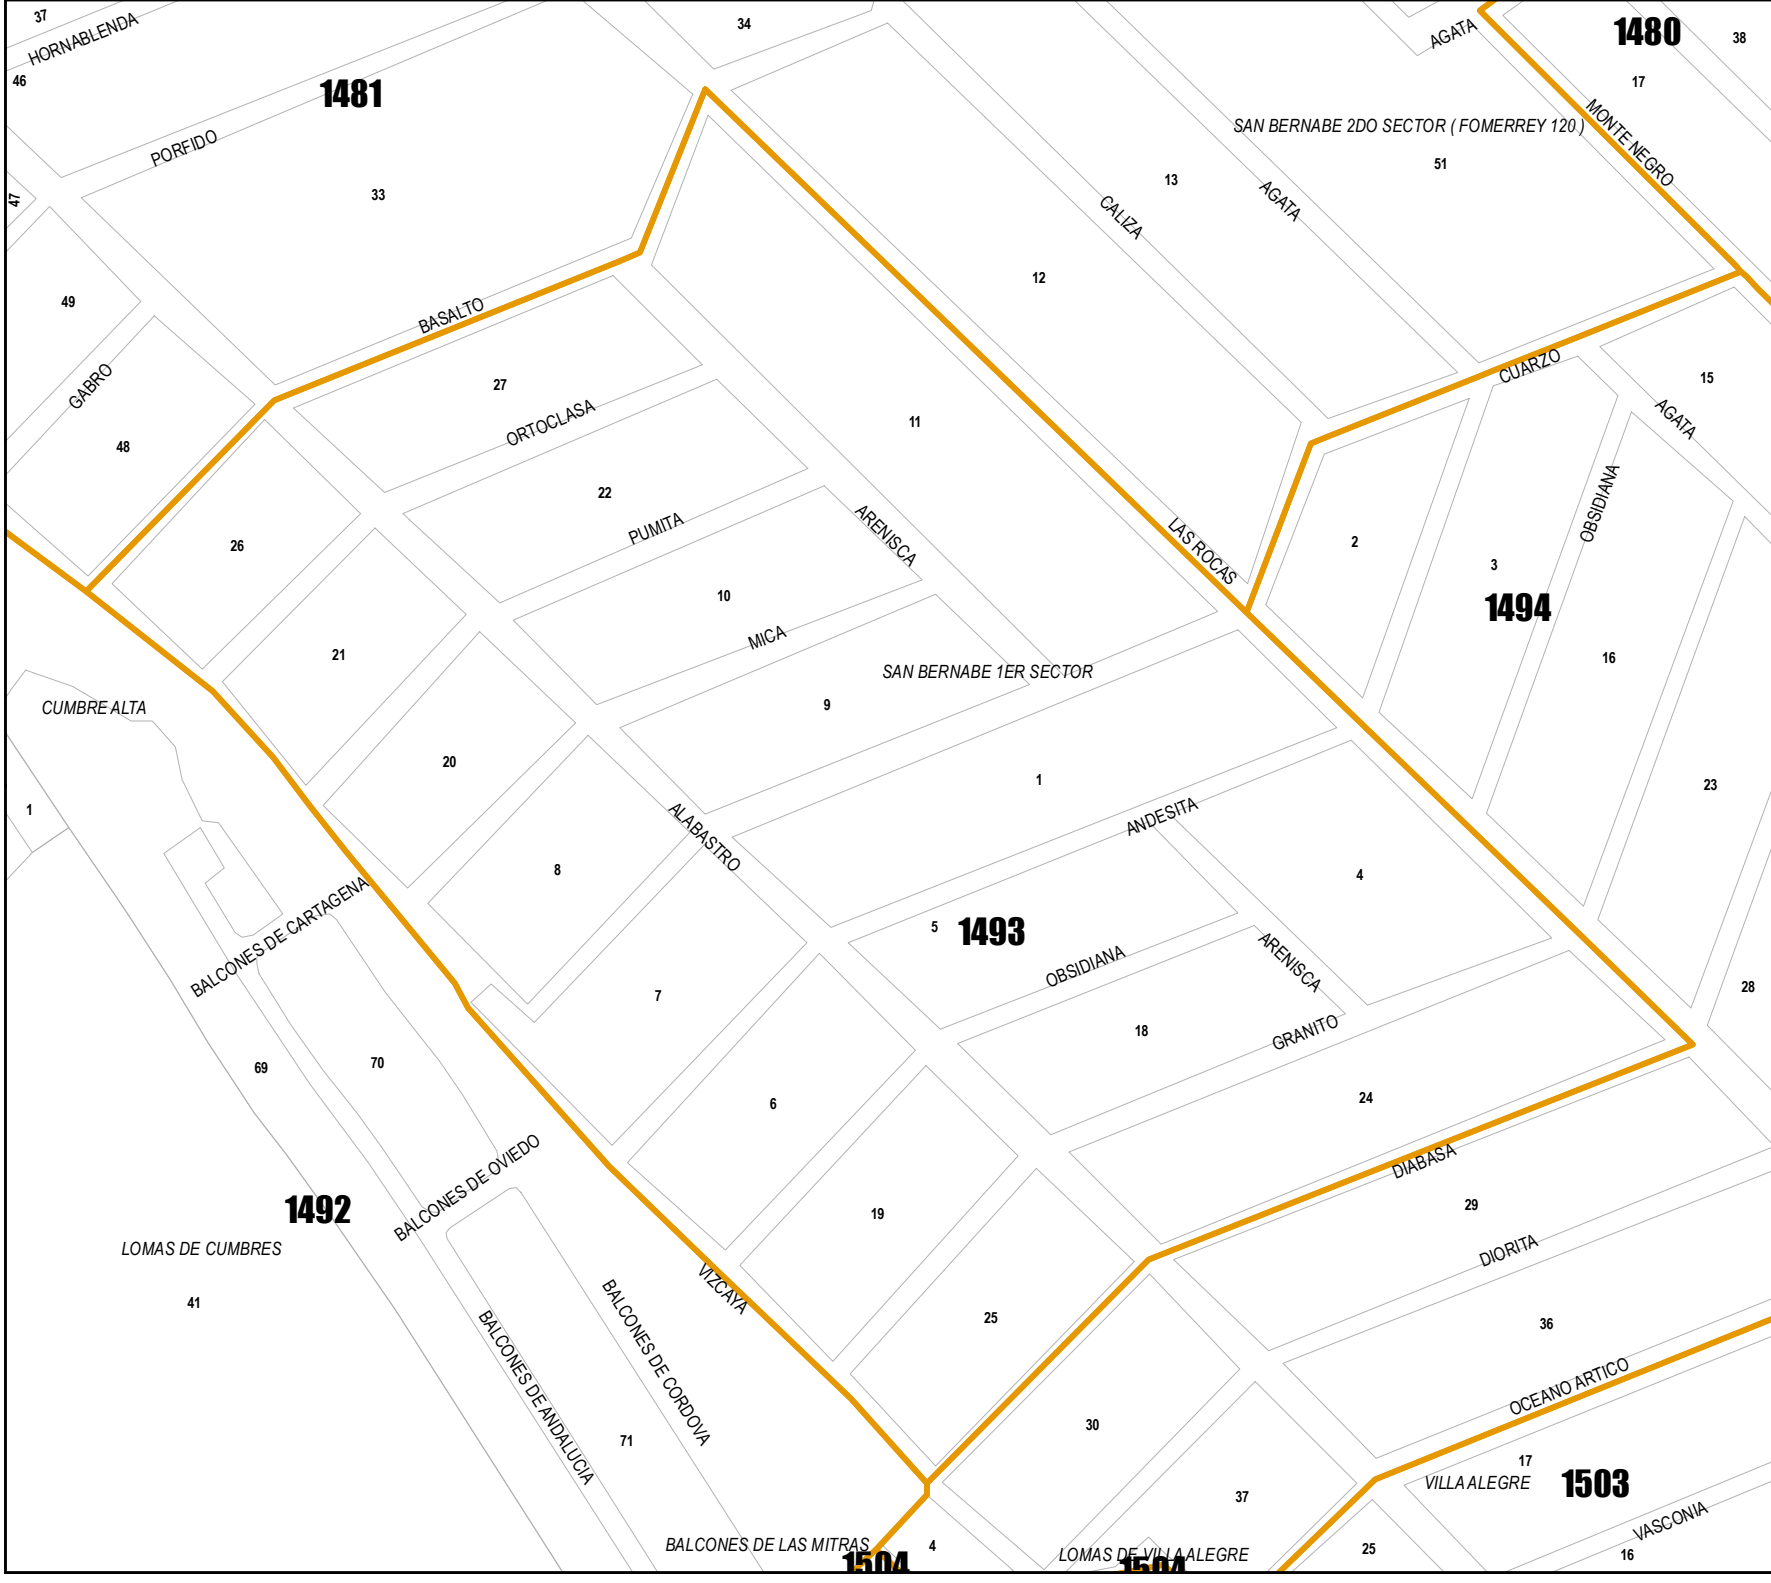 37
HORNABLENDA
34
AGATA
1480
38
46
1481
17
PORFIDO
SAN BERNABE 2DO SECTOR ( FOMERREY 120 )
MONTE NEGRO
51
47
33
13
AGATA
CALIZA
12
49
BASALTO
GABRO
27
CUARZO
15
ORTOCLASA
11
AGATA
48
22
PUMITA
ARENISCA
OBSIDIANA
26
LAS ROCAS
2
3
10
1494
MICA
21
SAN BERNABE 1ER SECTOR
16
CUMBRE ALTA
9
20
1
23
1
ALABASTRO
ANDESITA
8
4
BALCONES DE CARTAGENA
5
1493
OBSIDIANA
ARENISCA
7
28
18
GRANITO
69
70
6
24
BALCONES DE OVIEDO
DIABASA
1492
29
19
LOMAS DE CUMBRES
DIORITA
VIZCAYA
41
BALCONES DE CORDOVA
25
36
BALCONES DE ANDALUCIA
OCEANO ARTICO
71
30
17
VILLA ALEGRE
1503
37
VASCONIA
BALCONES DE LAS MITRAS
4
LOMAS DE VILLA ALEGRE
25
16
1504
1504